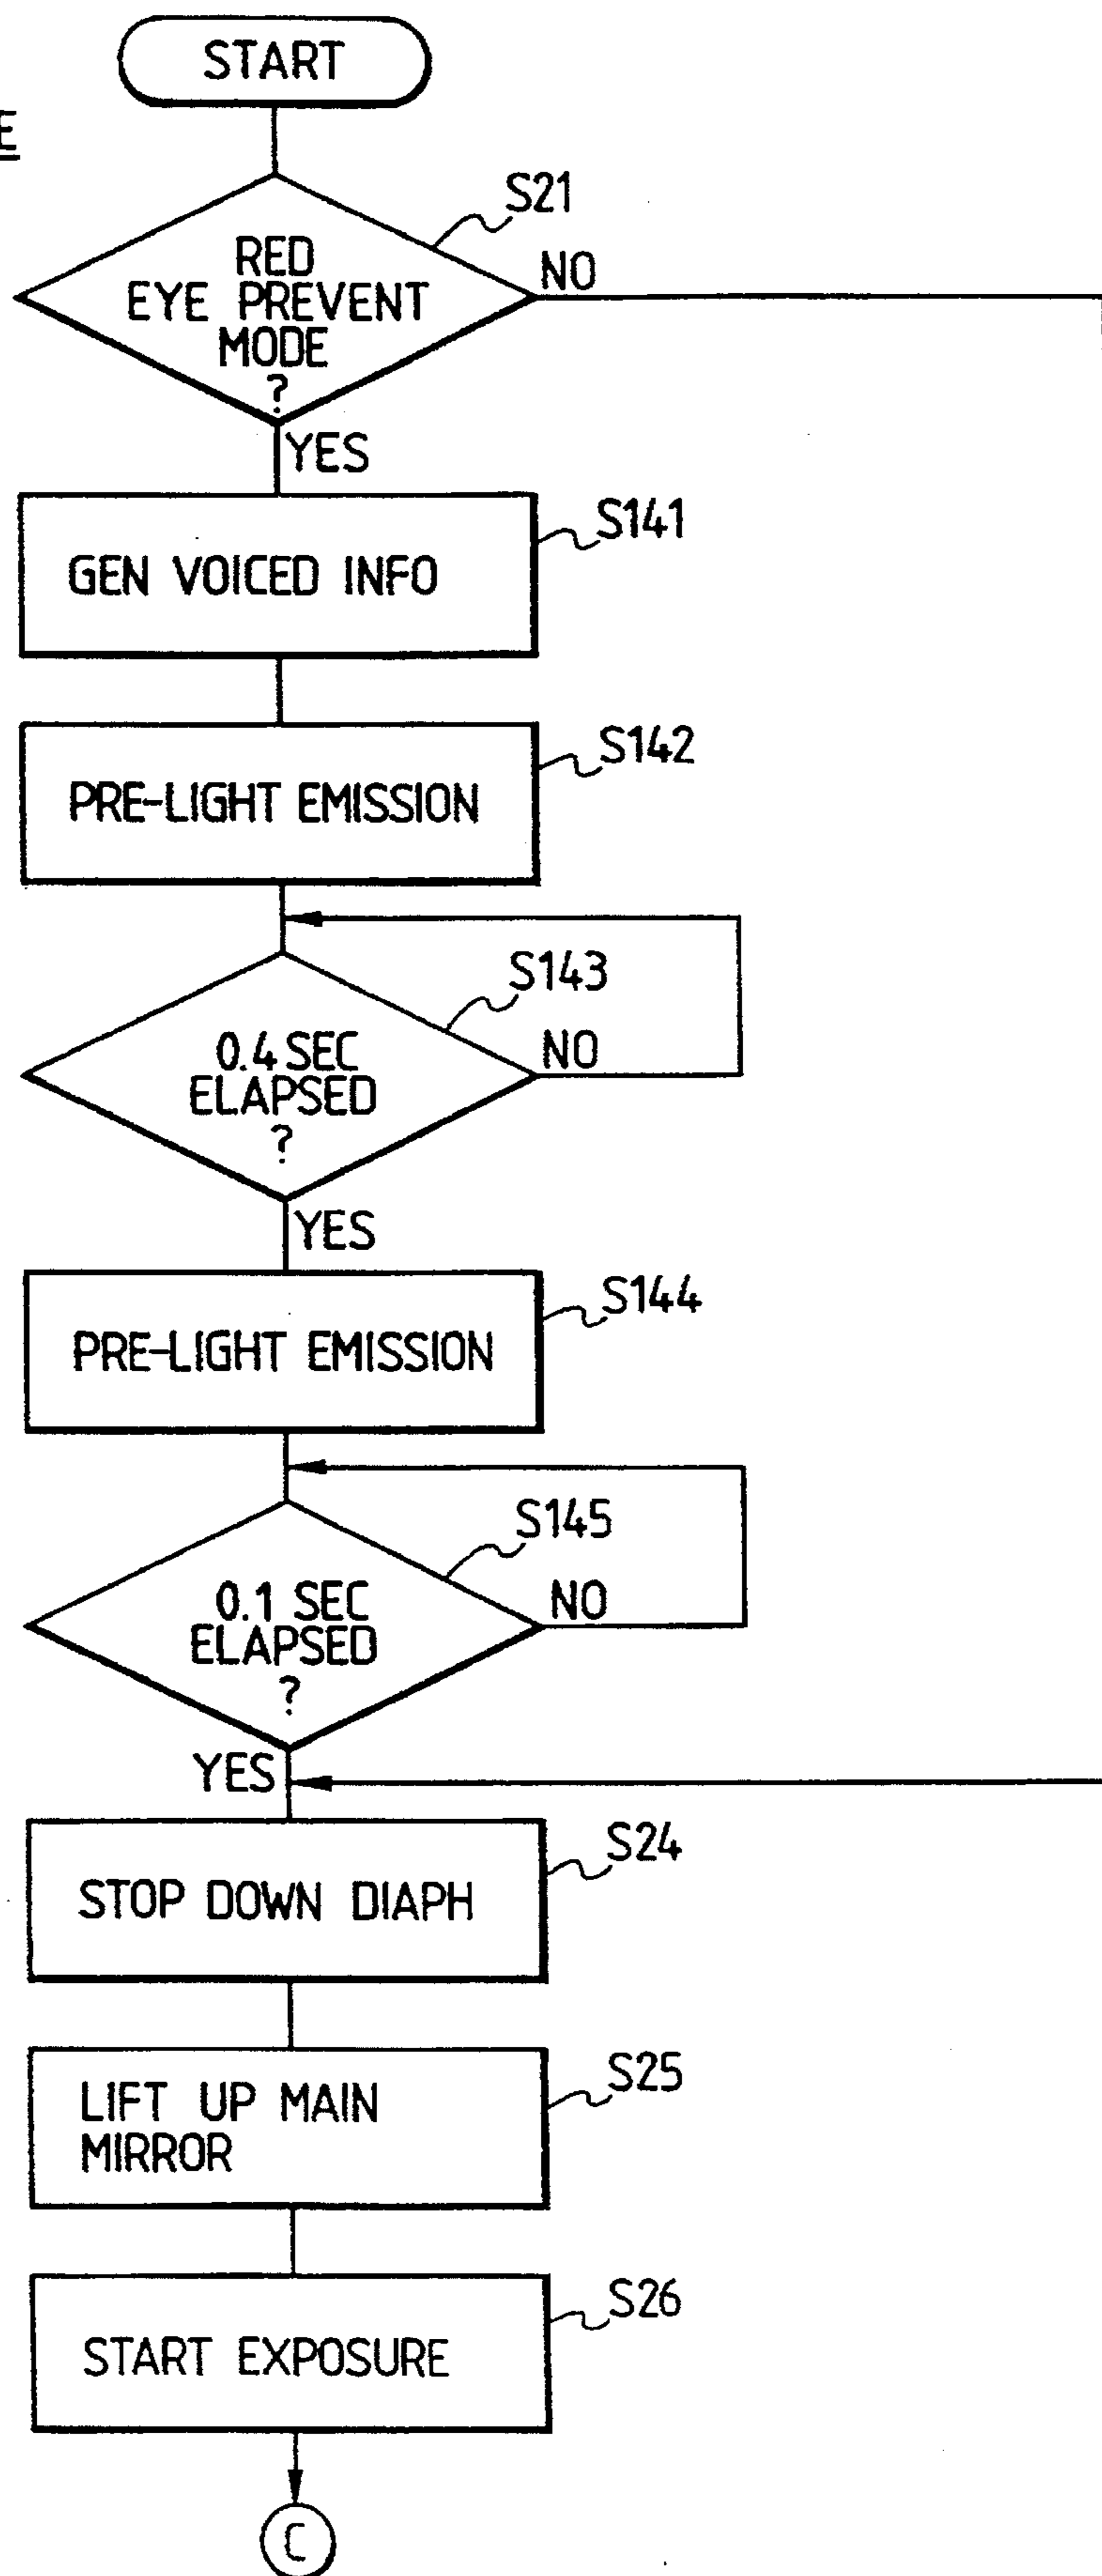 START
E
S21
RED
EYE PREVENT
MODE
?
NO
YES
S141
GEN VOICED INFO
S142
PRE-LIGHT EMISSION
S143
0.4 SEC
ELAPSED
?
NO
YES
S144
PRE-LIGHT EMISSION
S145
0.1 SEC
ELAPSED
?
NO
YES
S24
STOP DOWN DIAPH
S25
LIFT UP MAIN
MIRROR
S26
START EXPOSURE
C